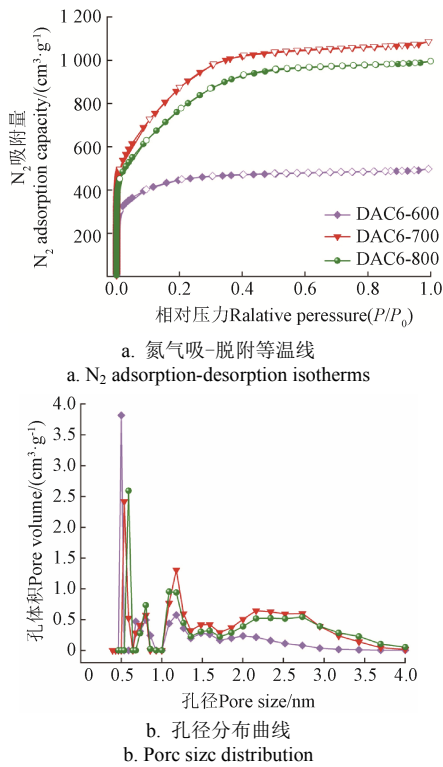 1 200
1 000
800
600
400
200
N₂吸附量
N₂ adsorption capacity/(cm³·g⁻¹)
DAC6-600
DAC6-700
DAC6-800
0.0 0.2 0.4 0.6 0.8 1.0
相对压力Ralative peressure(P/P₀)
a. 氮气吸-脱附等温线
a. N₂ adsorption-desorption isotherms
4.0
3.5
3.0
2.5
2.0
1.5
1.0
0.5
0
孔体积Pore volume/(cm³·g⁻¹)
0 0.5 1.0 1.5 2.0 2.5 3.0 3.5 4.0
孔径Pore size/nm
b. 孔径分布曲线
b. Porc sizc distribution